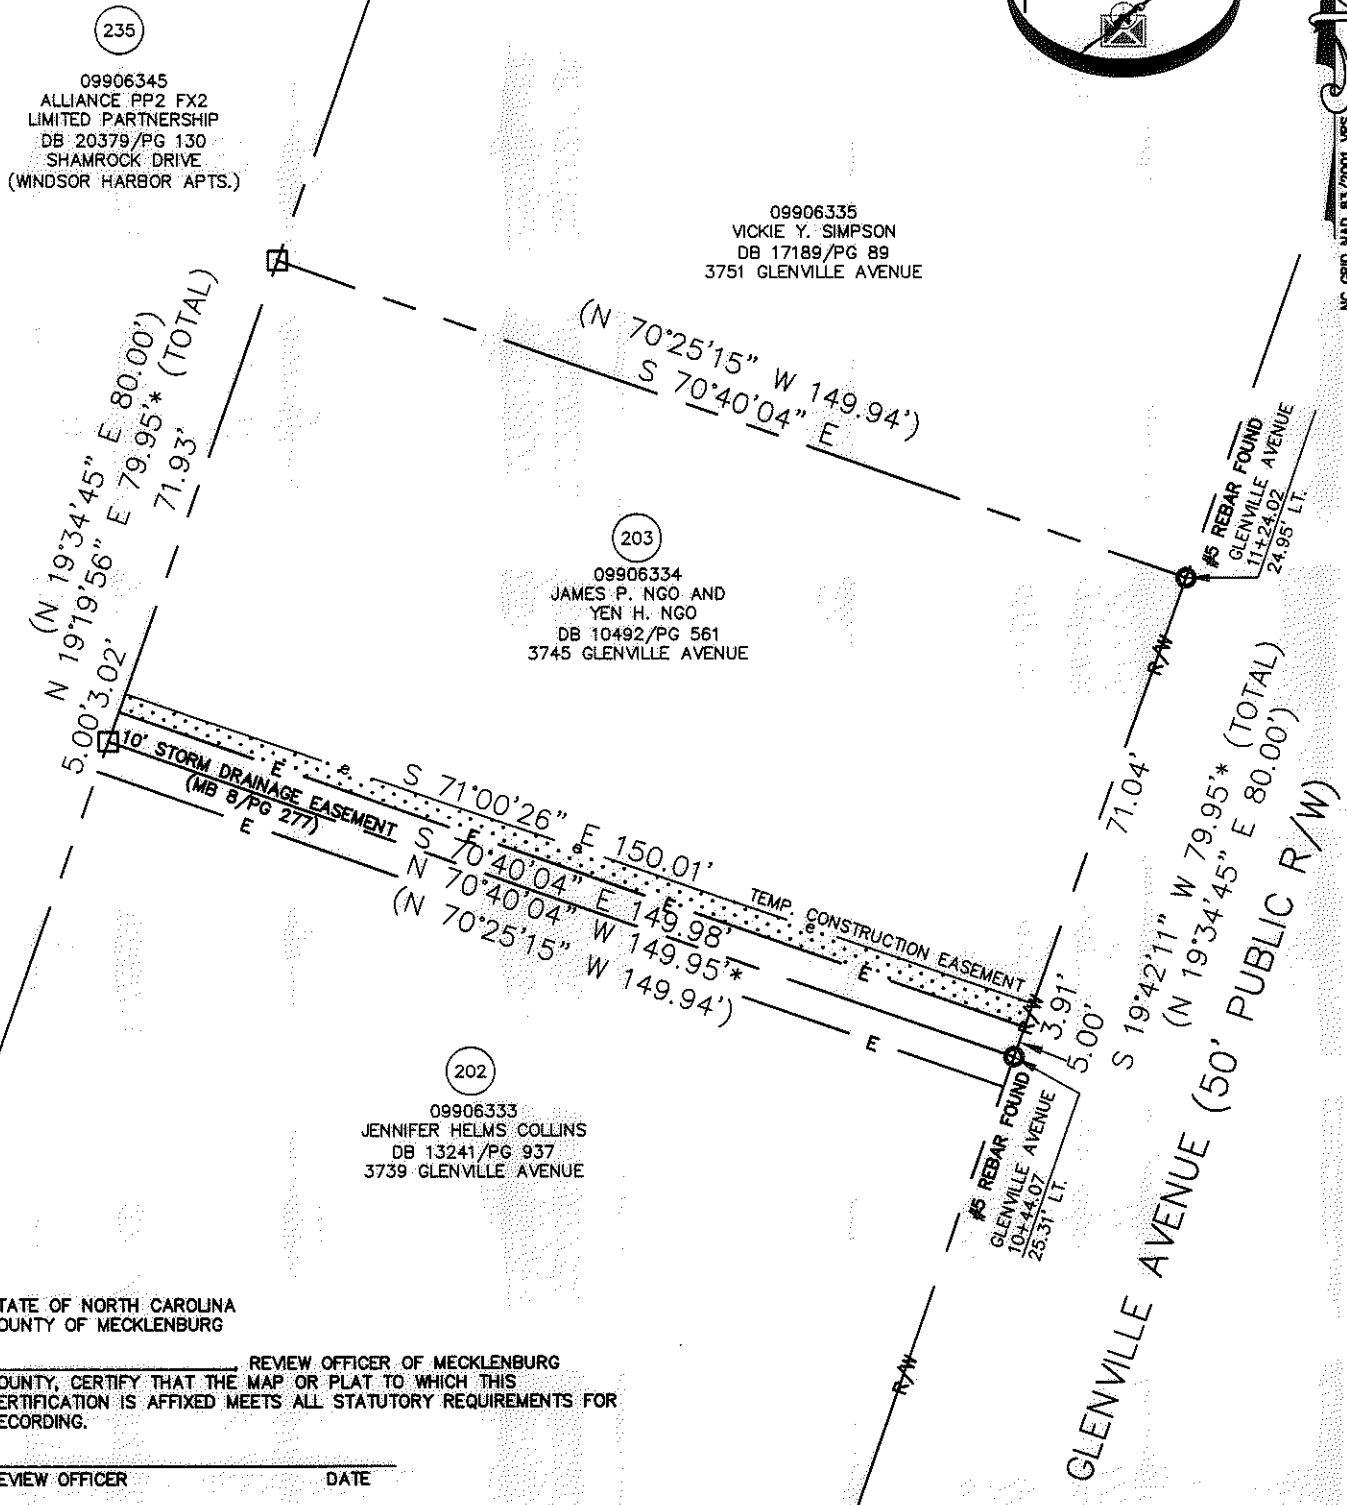 235
09906345
ALLIANCE PP2 FX2
LIMITED PARTNERSHIP
DB 20379/PG 130
SHAMROCK DRIVE
(WINDSOR HARBOR APTS.)
09906335
VICKIE Y. SIMPSON
DB 17189/PG 89
3751 GLENVILLE AVENUE
NC GRID NAD 83/2001 VRS
(N 19°34'45" E 80.00')
N 19°19'56" E 79.95'* (TOTAL)
71.93'
3.02'
5.00'
(N 70°25'15" W 149.94')
S 70°40'04" E
#5 REBAR FOUND
GLENVILLE AVENUE
11+24.02
24.95' LT.
203
09906334
JAMES P. NGO AND
YEN H. NGO
DB 10492/PG 561
3745 GLENVILLE AVENUE
R/W
71.04'
S 19°42'11" W 79.95'* (TOTAL)
(N 19°34'45" E 80.00')
GLENVILLE AVENUE (50' PUBLIC R/W)
10' STORM DRAINAGE EASEMENT
(MB 8/PG 277)
E e E e E e E
E E
S 71°00'26" E 150.01'
S 70°40'04" E 149.98'
N 70°40'04" W 149.95'*
(N 70°25'15" W 149.94')
TEMP. CONSTRUCTION EASEMENT
R/W
3.91'
5.00'
#5 REBAR FOUND
GLENVILLE AVENUE
10+44.07
25.31' LT.
202
09906333
JENNIFER HELMS COLLINS
DB 13241/PG 937
3739 GLENVILLE AVENUE
R/W
TATE OF NORTH CAROLINA
OUNTY OF MECKLENBURG
, REVIEW OFFICER OF MECKLENBURG
OUNTY, CERTIFY THAT THE MAP OR PLAT TO WHICH THIS
ERTIFICATION IS AFFIXED MEETS ALL STATUTORY REQUIREMENTS FOR
ECORDING.
EVIEW OFFICER DATE